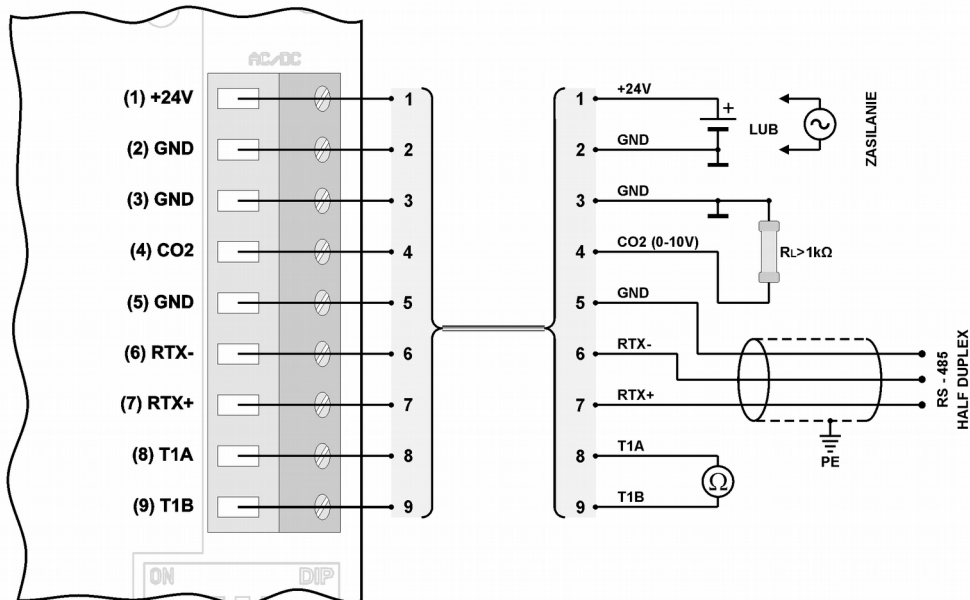 AC/DC
(1) +24V
(2) GND
(3) GND
(4) CO2
(5) GND
(6) RTX-
(7) RTX+
(8) T1A
(9) T1B
ON DIP
1
2
3
4
5
6
7
8
9
1 +24V
2 GND
3 GND
4 CO2 (0-10V)
5 GND
6 RTX-
7 RTX+
8 T1A
9 T1B
+
LUB
ZASILANIE
RL>1kΩ
RS - 485
HALF DUPLEX
PE
Ω